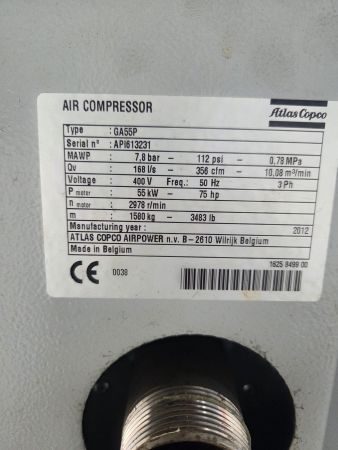 Atlas Copco
AIR COMPRESSOR
Type : GA55P
Serial n° : API613231
MAWP : 7,8 bar – 112 psi – 0,78 MPa
Qv : 168 l/s – 356 cfm – 10,08 m³/min
Voltage : 400 V Freq.: 50 Hz 3 Ph
P motor : 55 kW – 75 hp
n motor : 2978 r/min
m : 1580 kg – 3483 lb
Manufacturing year : 2012
ATLAS COPCO AIRPOWER n.v. B – 2610 Wilrijk Belgium
Made in Belgium
CE 0038
1625 8499 00